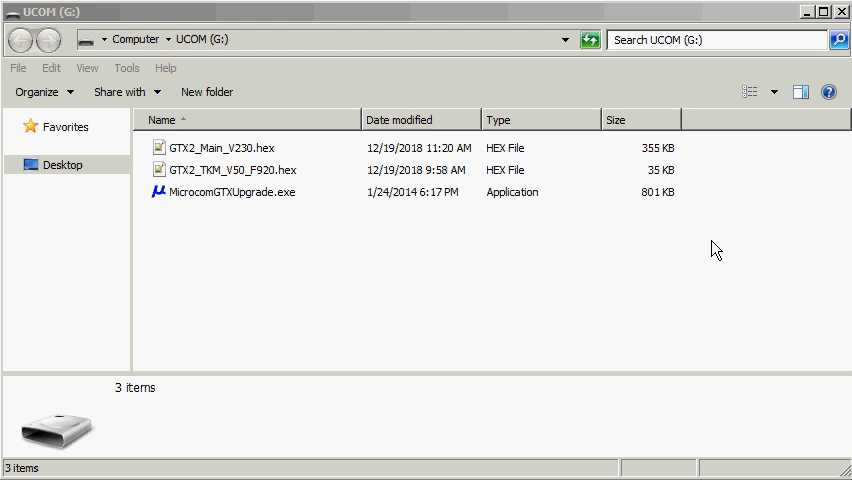 UCOM (G:)
Computer UCOM (G:) Search UCOM (G:)
File Edit View Tools Help
Organize Share with New folder
Favorites
Desktop
Name Date modified Type Size
GTX2_Main_V230.hex 12/19/2018 11:20 AM HEX File 355 KB
GTX2_TKM_V50_F920.hex 12/19/2018 9:58 AM HEX File 35 KB
μ MicrocomGTXUpgrade.exe 1/24/2014 6:17 PM Application 801 KB
3 items
3 items